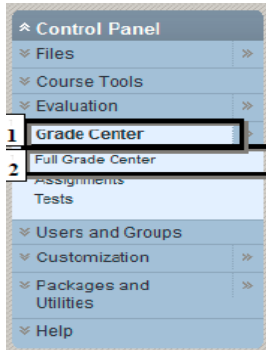 Control Panel
Files
Course Tools
Evaluation
1 Grade Center
2 Full Grade Center
Assignments
Tests
Users and Groups
Customization
Packages and
Utilities
Help